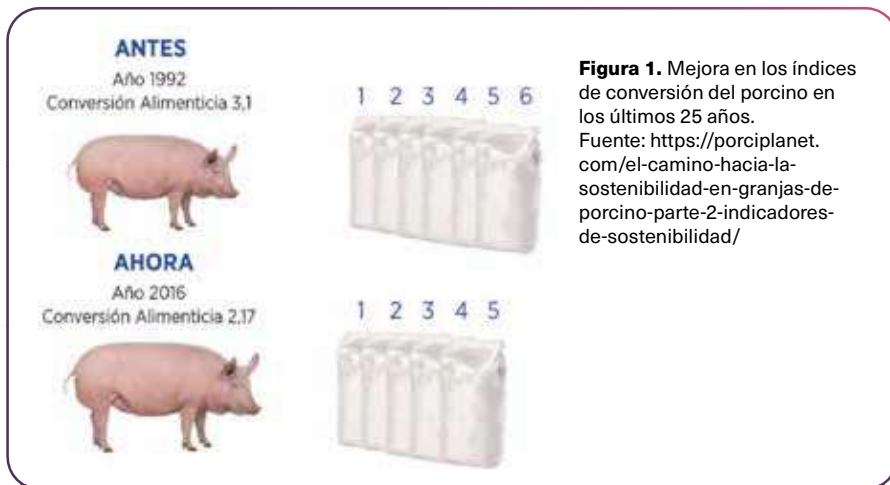 ANTES
Año 1992
Conversión Alimenticia 3,1
1 2 3 4 5 6
AHORA
Año 2016
Conversión Alimenticia 2,17
1 2 3 4 5
Figura 1. Mejora en los índices
de conversión del porcino en
los últimos 25 años.
Fuente: https://porciplanet.
com/el-camino-hacia-la-
sostenibilidad-en-granjas-de-
porcino-parte-2-indicadores-
de-sostenibilidad/